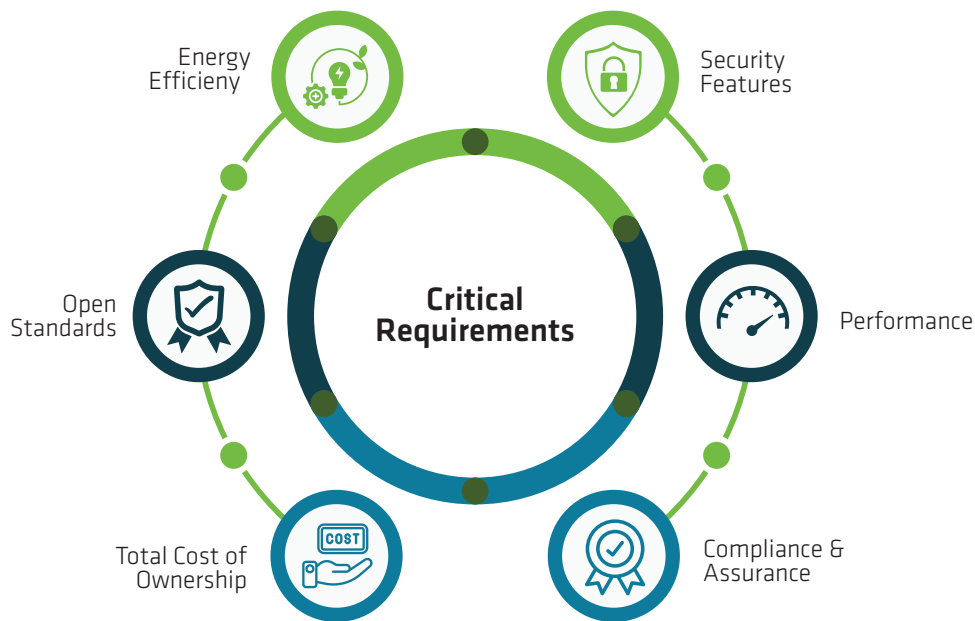 Energy
Efficieny
Security
Features
Open
Standards
Critical
Requirements
Performance
Total Cost of
Ownership
COST
Compliance &
Assurance